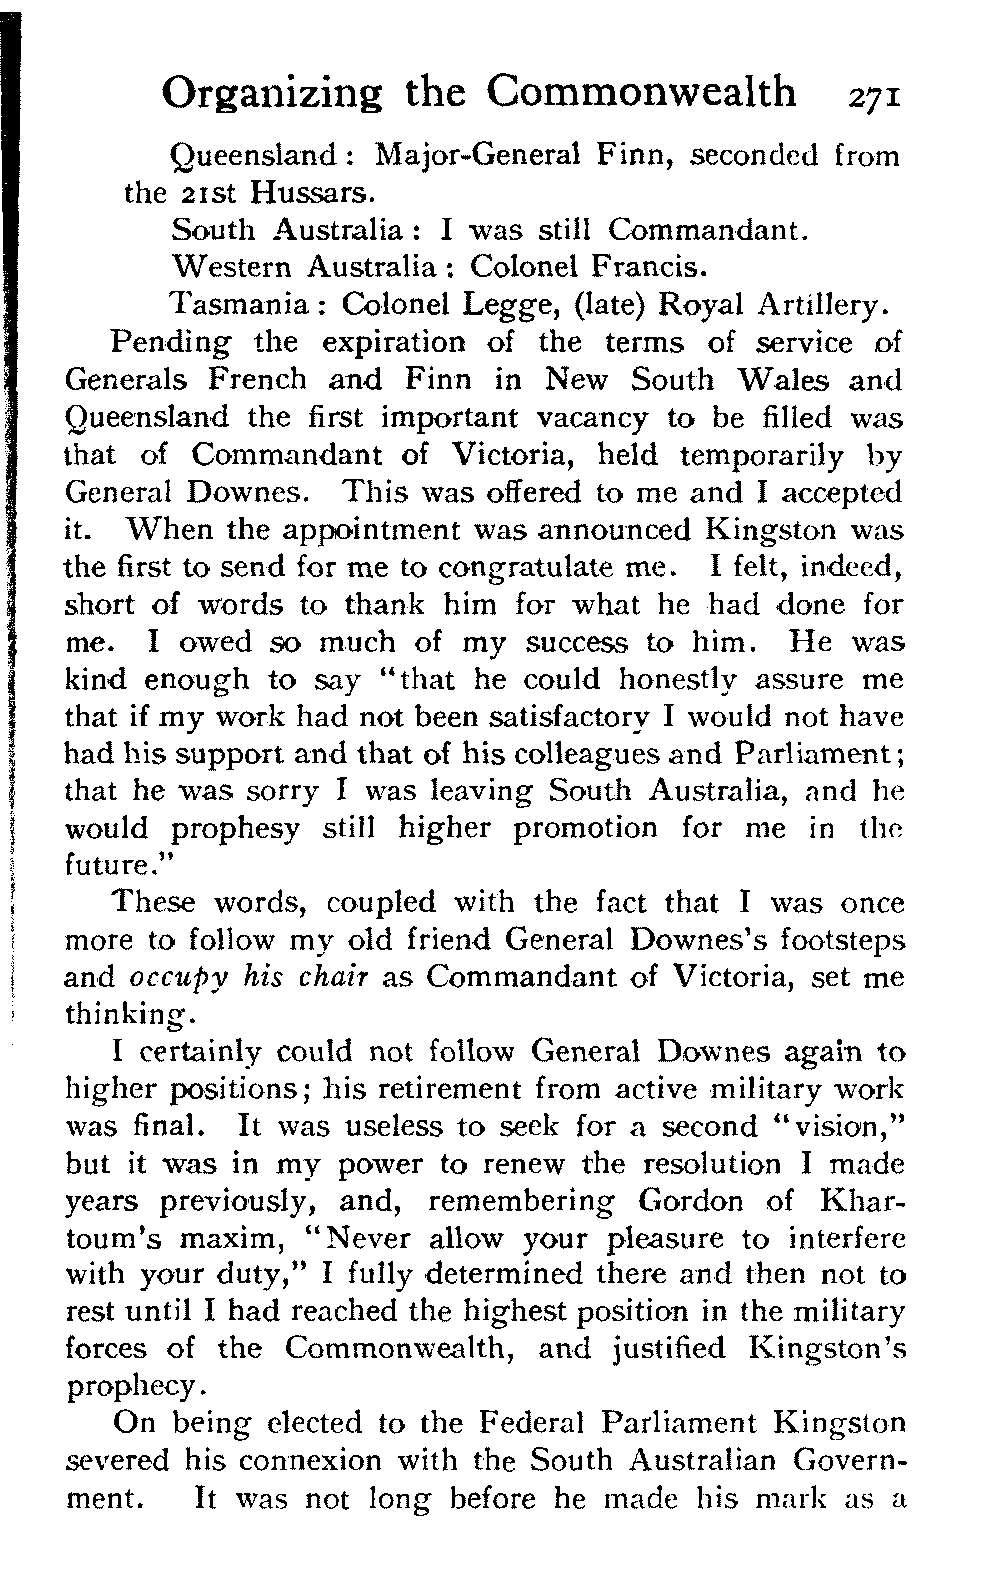 Organizing the Commonwealth 271
Queensland : Major-General Finn, seconded from
the 21st Hussars.
South Australia : I was still Commandant.
Western Australia : Colonel Francis.
Tasmania : Colonel Legge, (late) Royal Artillery.
Pending the expiration of the terms of service of
Generals French and Finn in New South Wales and
Queensland the first important vacancy to be filled was
that of Commandant of Victoria, held temporarily by
General Downes. This was offered to me and I accepted
it. When the appointment was announced Kingston was
the first to send for me to congratulate me. I felt, indeed,
short of words to thank him for what he had done for
me. I owed so much of my success to him. He was
kind enough to say "that he could honestly assure me
that if my work had not been satisfactory I would not have
had his support and that of his colleagues and Parliament;
that he was sorry I was leaving South Australia, and he
would prophesy still higher promotion for me in the
future."
These words, coupled with the fact that I was once
more to follow my old friend General Downes's footsteps
and occupy his chair as Commandant of Victoria, set me
thinking.
I certainly could not follow General Downes again to
higher positions; his retirement from active military work
was final. It was useless to seek for a second "vision,"
but it was in my power to renew the resolution I made
years previously, and, remembering Gordon of Khar-
toum's maxim, "Never allow your pleasure to interfere
with your duty," I fully determined there and then not to
rest until I had reached the highest position in the military
forces of the Commonwealth, and justified Kingston's
prophecy.
On being elected to the Federal Parliament Kingston
severed his connexion with the South Australian Govern-
ment. It was not long before he made his mark as a